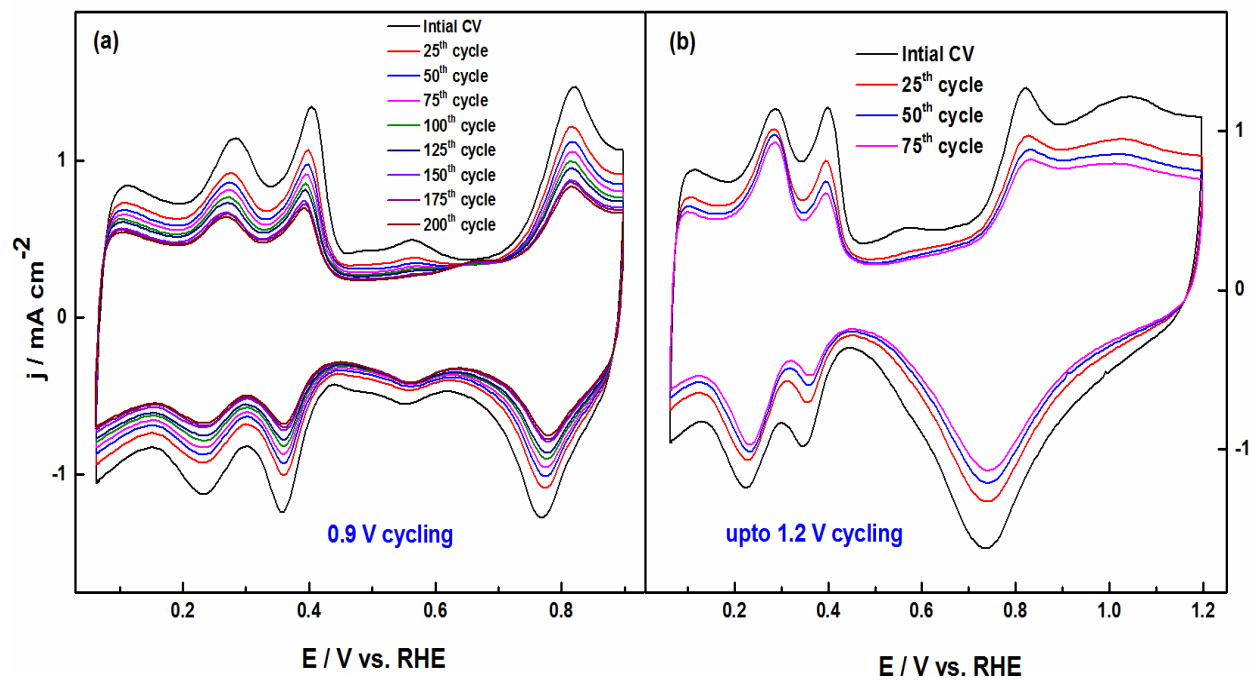 (a)
Intial CV
25th cycle
50th cycle
75th cycle
100th cycle
125th cycle
150th cycle
175th cycle
200th cycle
1
0
-1
j / mA cm-2
0.9 V cycling
0.2 0.4 0.6 0.8
E / V vs. RHE
(b)
Intial CV
25th cycle
50th cycle
75th cycle
1
0
-1
upto 1.2 V cycling
0.2 0.4 0.6 0.8 1.0 1.2
E / V vs. RHE